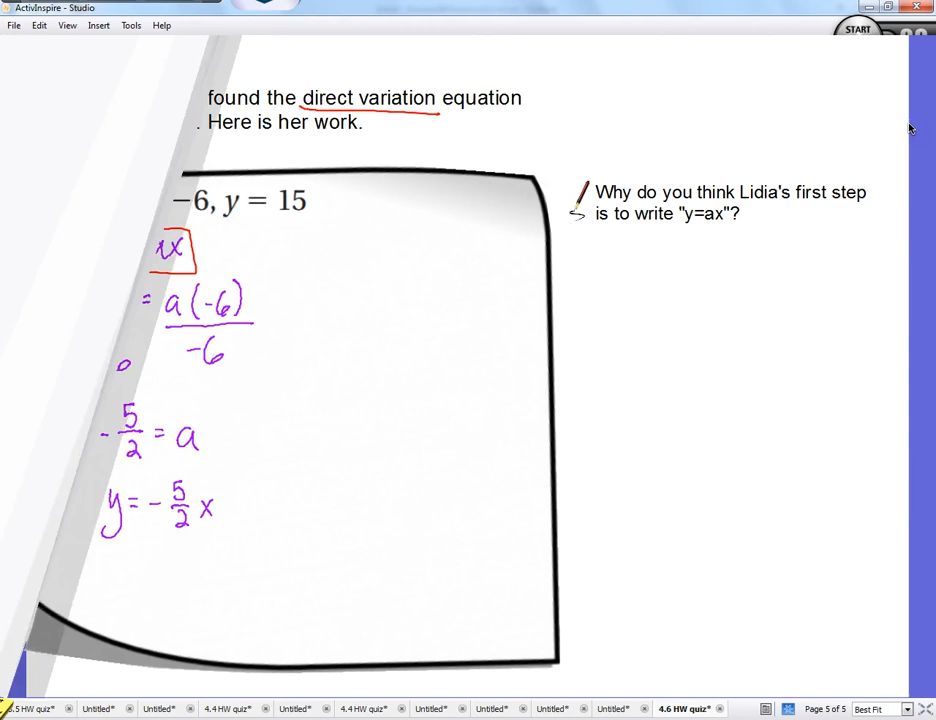 ActivInspire - Studio
File Edit View Insert Tools Help
START
found the direct variation equation
. Here is her work.
−6, y = 15
Why do you think Lidia's first step
is to write "y=ax"?
x
= a(-6)
-6
- 5/2 = a
y = - 5/2 x
.5 HW quiz* Untitled* Untitled* 4.4 HW quiz* Untitled* 4.4 HW quiz* Untitled* Untitled* Untitled* Untitled* 4.6 HW quiz* Page 5 of 5 Best Fit